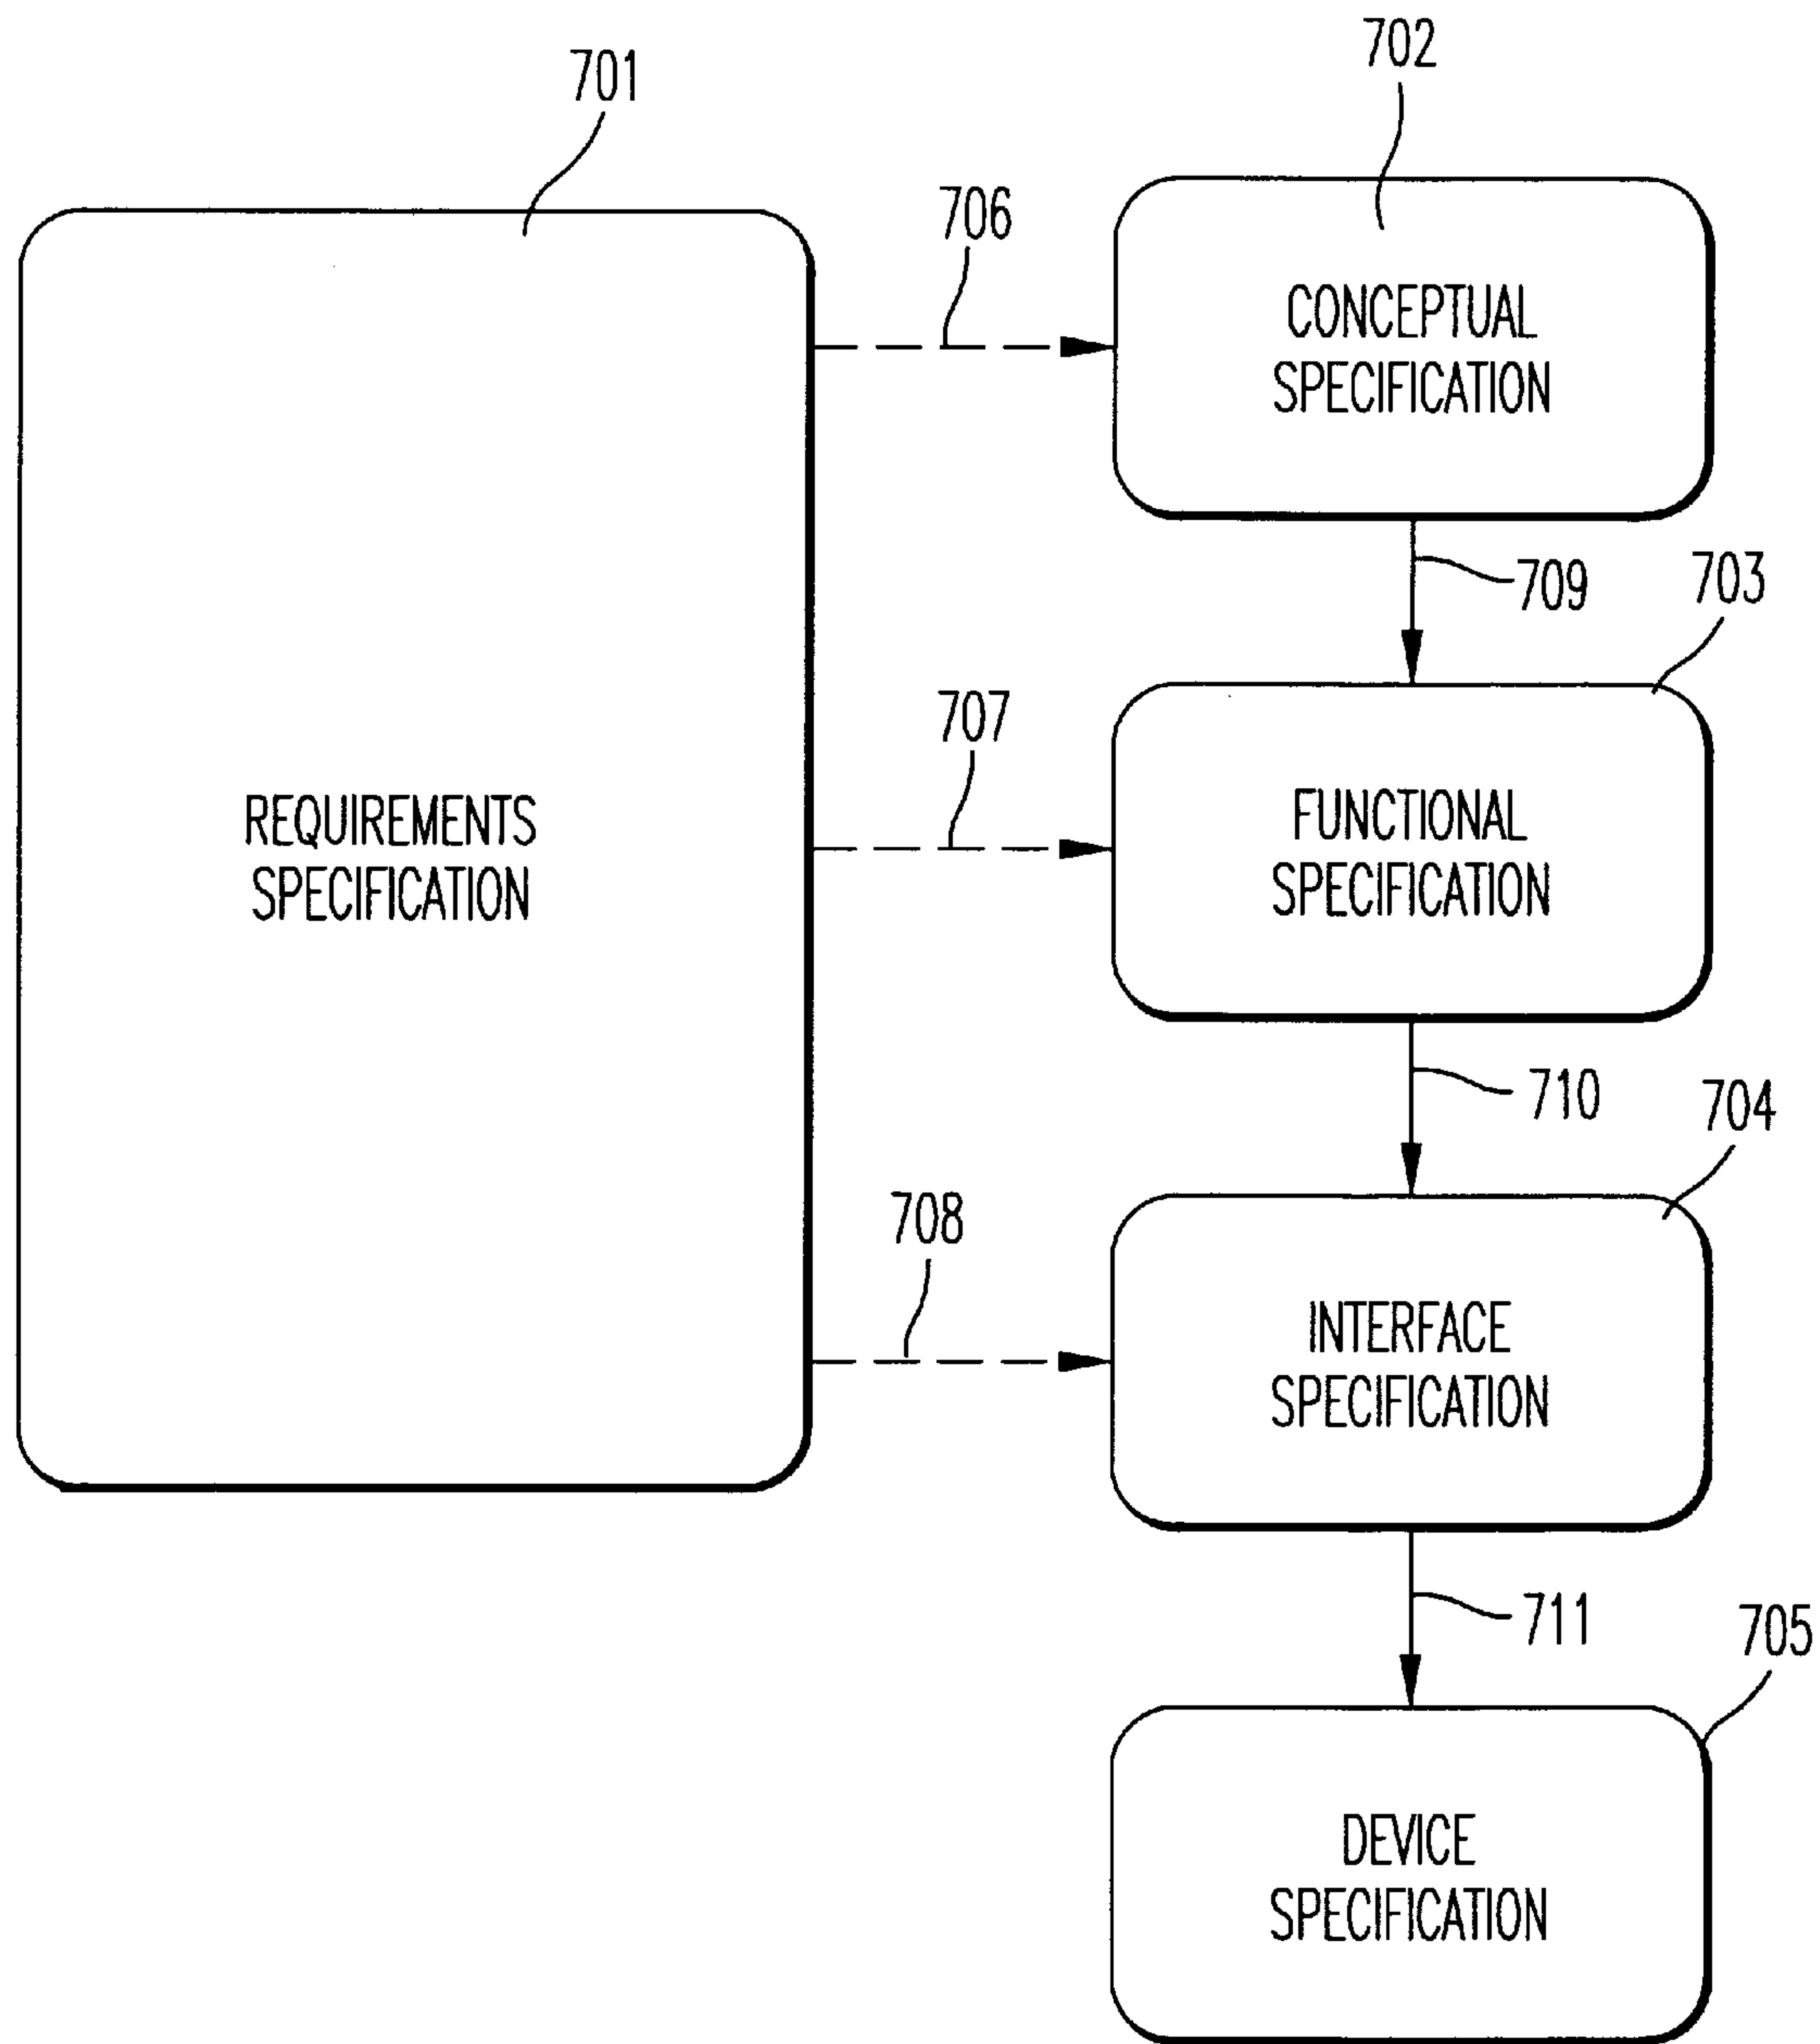 701
702
706
CONCEPTUAL
SPECIFICATION
709
703
707
REQUIREMENTS
SPECIFICATION
FUNCTIONAL
SPECIFICATION
710
704
708
INTERFACE
SPECIFICATION
711
705
DEVICE
SPECIFICATION